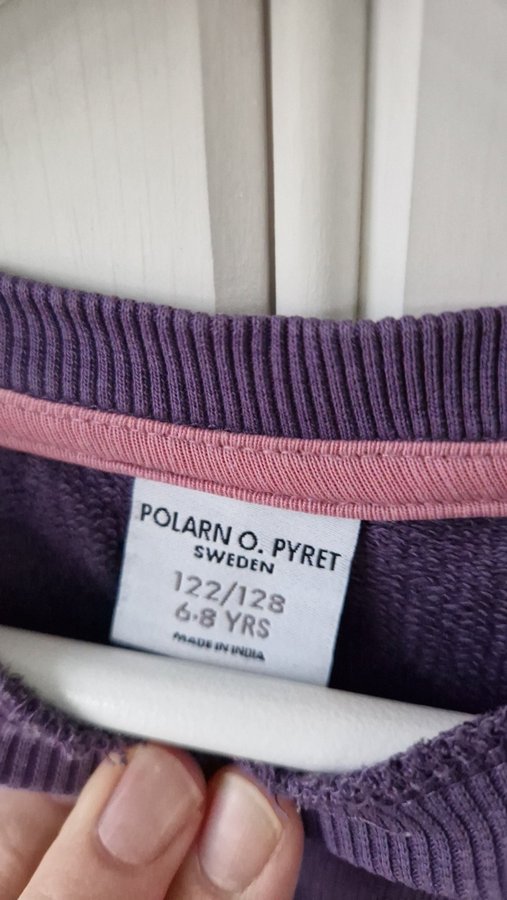 POLARN O. PYRET
SWEDEN
122/128
6-8 YRS
MADE IN INDIA